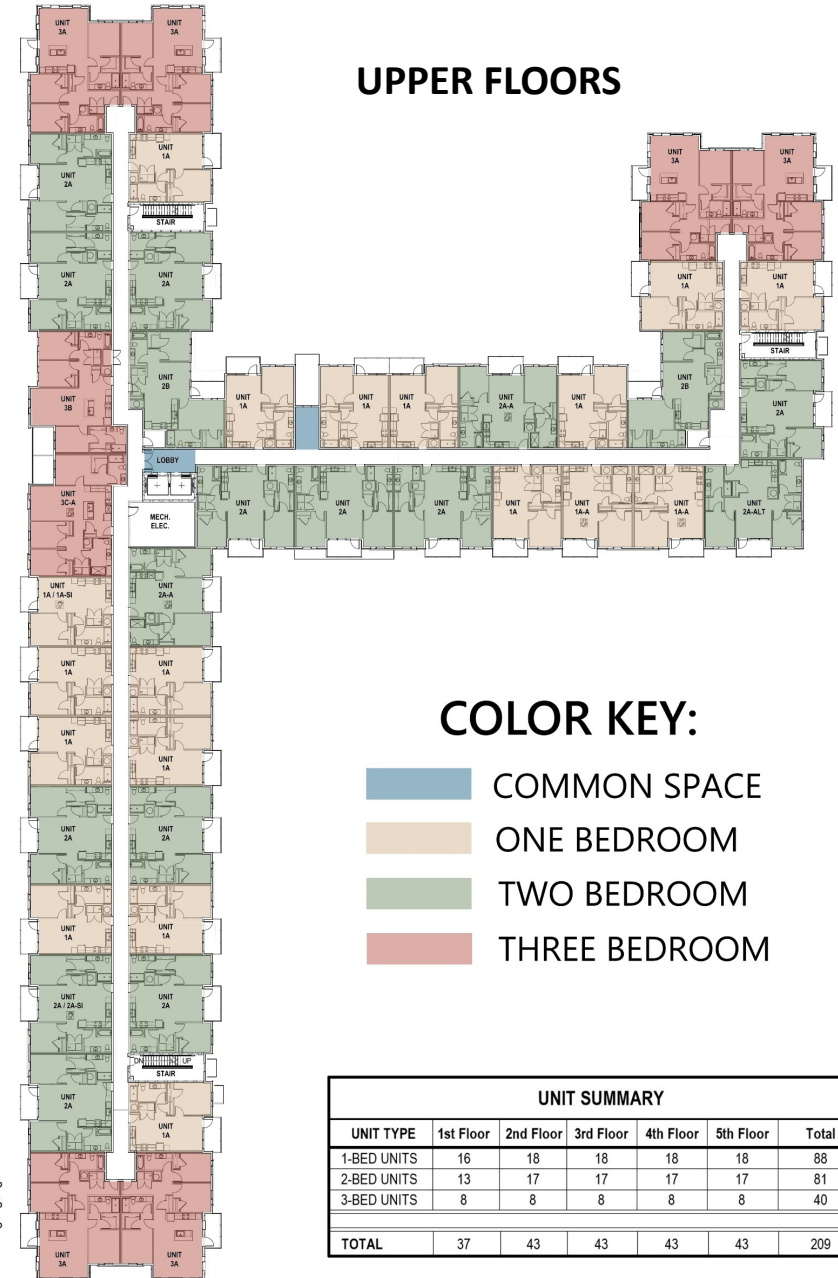 UNIT
3A
UNIT
3A
UPPER FLOORS
UNIT
2A
UNIT
1A
STAIR
UNIT
3A
UNIT
3A
UNIT
2A
UNIT
2A
UNIT
1A
UNIT
1A
STAIR
UNIT
3B
UNIT
2B
UNIT
1A
UNIT
1A
UNIT
1A
UNIT
2A-A
UNIT
1A
UNIT
2B
UNIT
2A
LOBBY
UNIT
3C-A
MECH.
ELEC.
UNIT
2A
UNIT
2A
UNIT
2A
UNIT
1A
UNIT
1A-A
UNIT
1A-A
UNIT
2A-ALT
UNIT
1A / 1A-SI
UNIT
2A-A
UNIT
1A
UNIT
1A
UNIT
1A
UNIT
1A
UNIT
2A
UNIT
2A
UNIT
1A
UNIT
1A
UNIT
2A / 2A-SI
UNIT
2A
DN UP
STAIR
UNIT
2A
UNIT
1A
UNIT
3A
UNIT
3A
COLOR KEY:
COMMON SPACE
ONE BEDROOM
TWO BEDROOM
THREE BEDROOM
UNIT SUMMARY
UNIT TYPE 1st Floor 2nd Floor 3rd Floor 4th Floor 5th Floor Total
1-BED UNITS 16 18 18 18 18 88
2-BED UNITS 13 17 17 17 17 81
3-BED UNITS 8 8 8 8 8 40
TOTAL 37 43 43 43 43 209